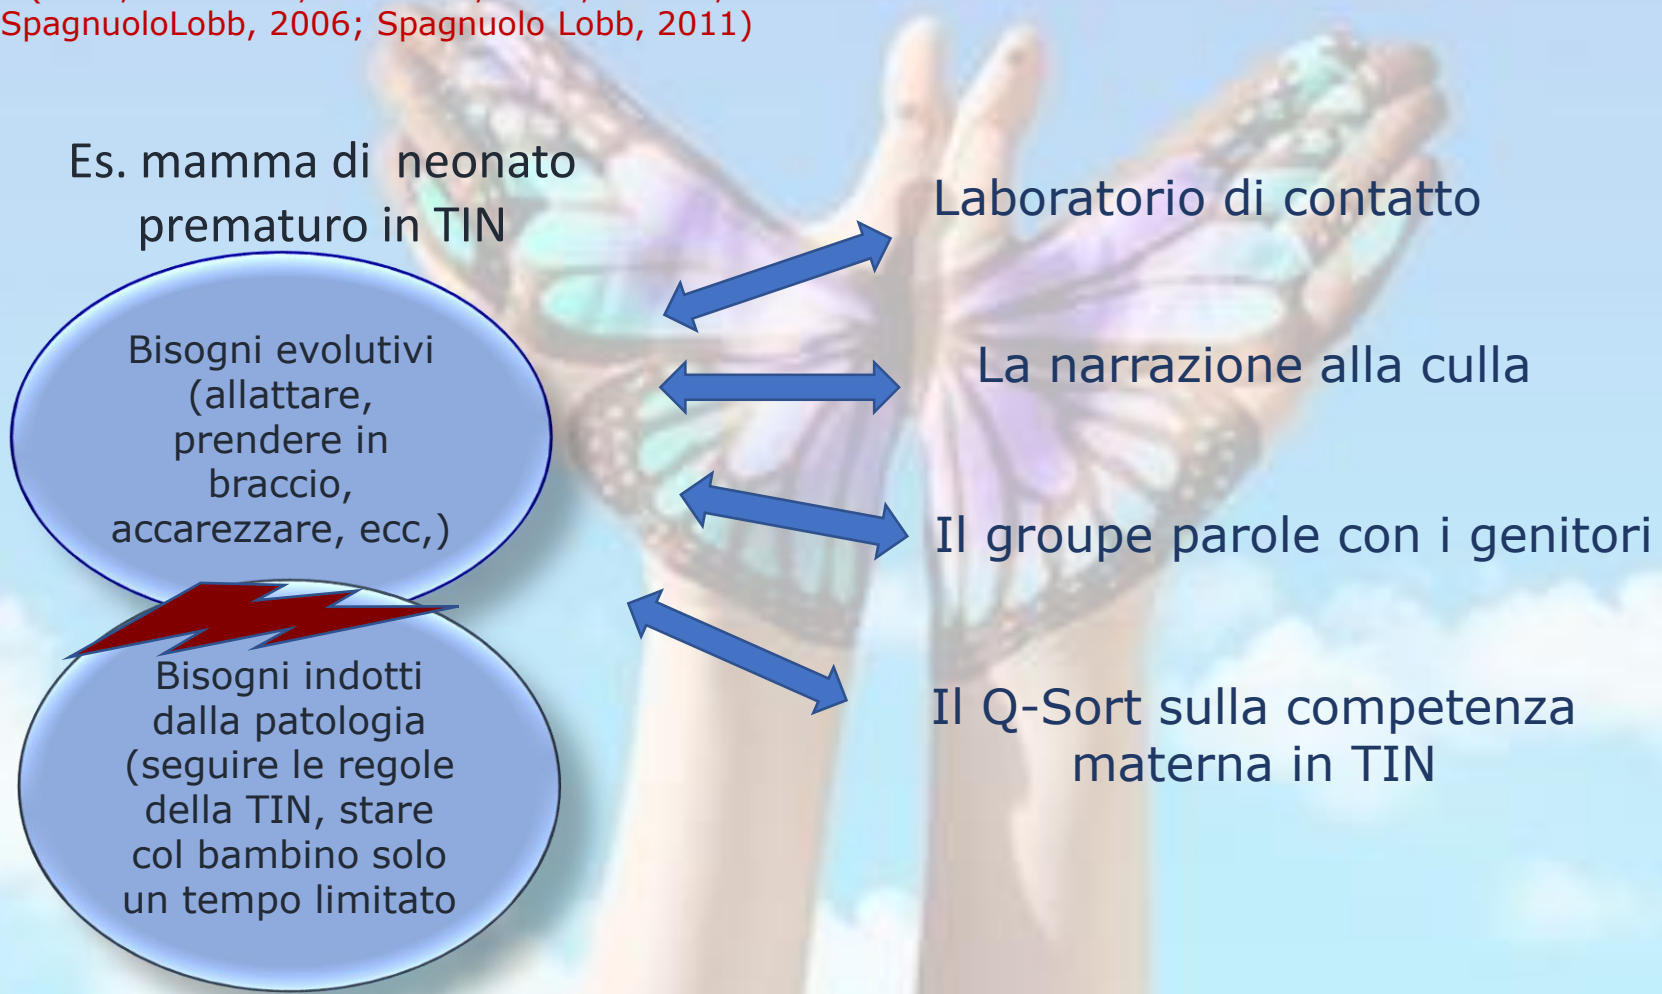 SpagnuoloLobb, 2006; Spagnuolo Lobb, 2011)
Es. mamma di neonato
prematuro in TIN
Bisogni evolutivi
(allattare,
prendere in
braccio,
accarezzare, ecc,)
Bisogni indotti
dalla patologia
(seguire le regole
della TIN, stare
col bambino solo
un tempo limitato
Laboratorio di contatto
La narrazione alla culla
Il groupe parole con i genitori
Il Q-Sort sulla competenza
materna in TIN